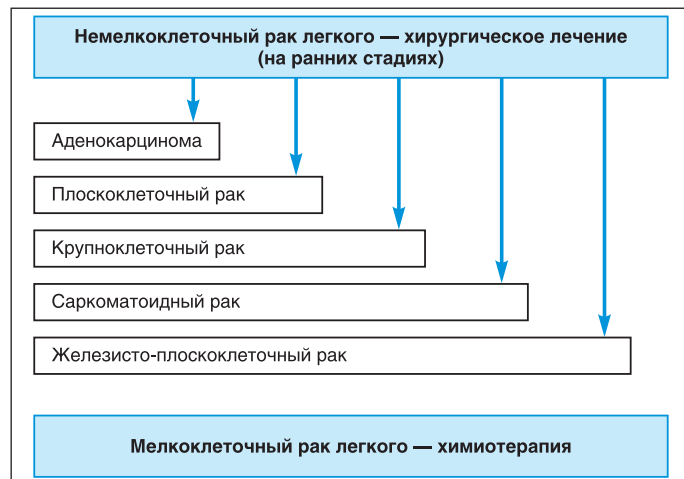 Немелкоклеточный рак легкого — хирургическое лечение
(на ранних стадиях)
Аденокарцинома
Плоскоклеточный рак
Крупноклеточный рак
Саркоматоидный рак
Железисто-плоскоклеточный рак
Мелкоклеточный рак легкого — химиотерапия